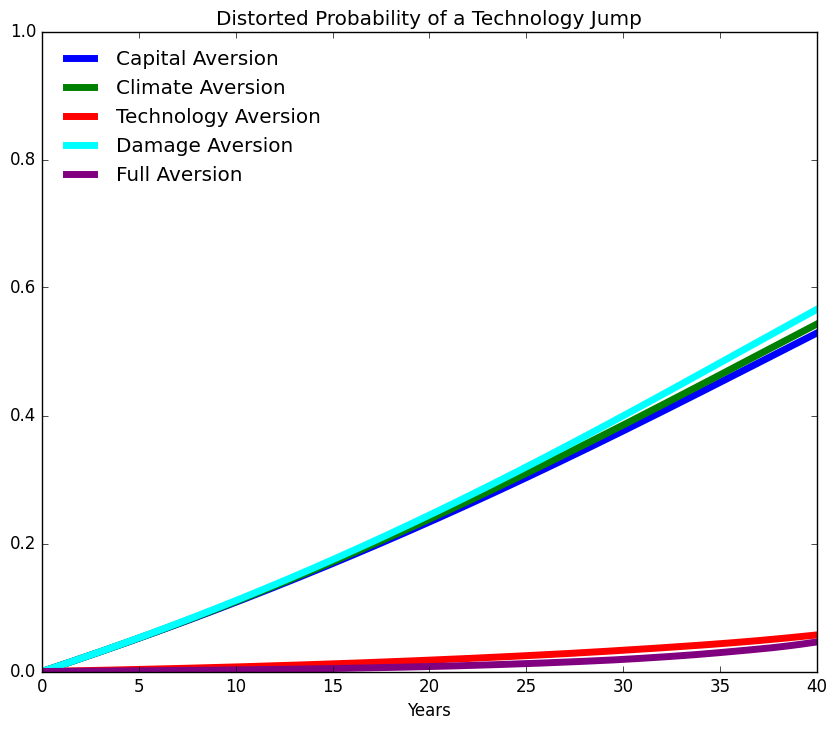 Distorted Probability of a Technology Jump
1.0
Capital Aversion
Climate Aversion
Technology Aversion
Damage Aversion
Full Aversion
0.8
0.6
0.4
0.2
0.0
0 5 10 15 20 25 30 35 40
Years